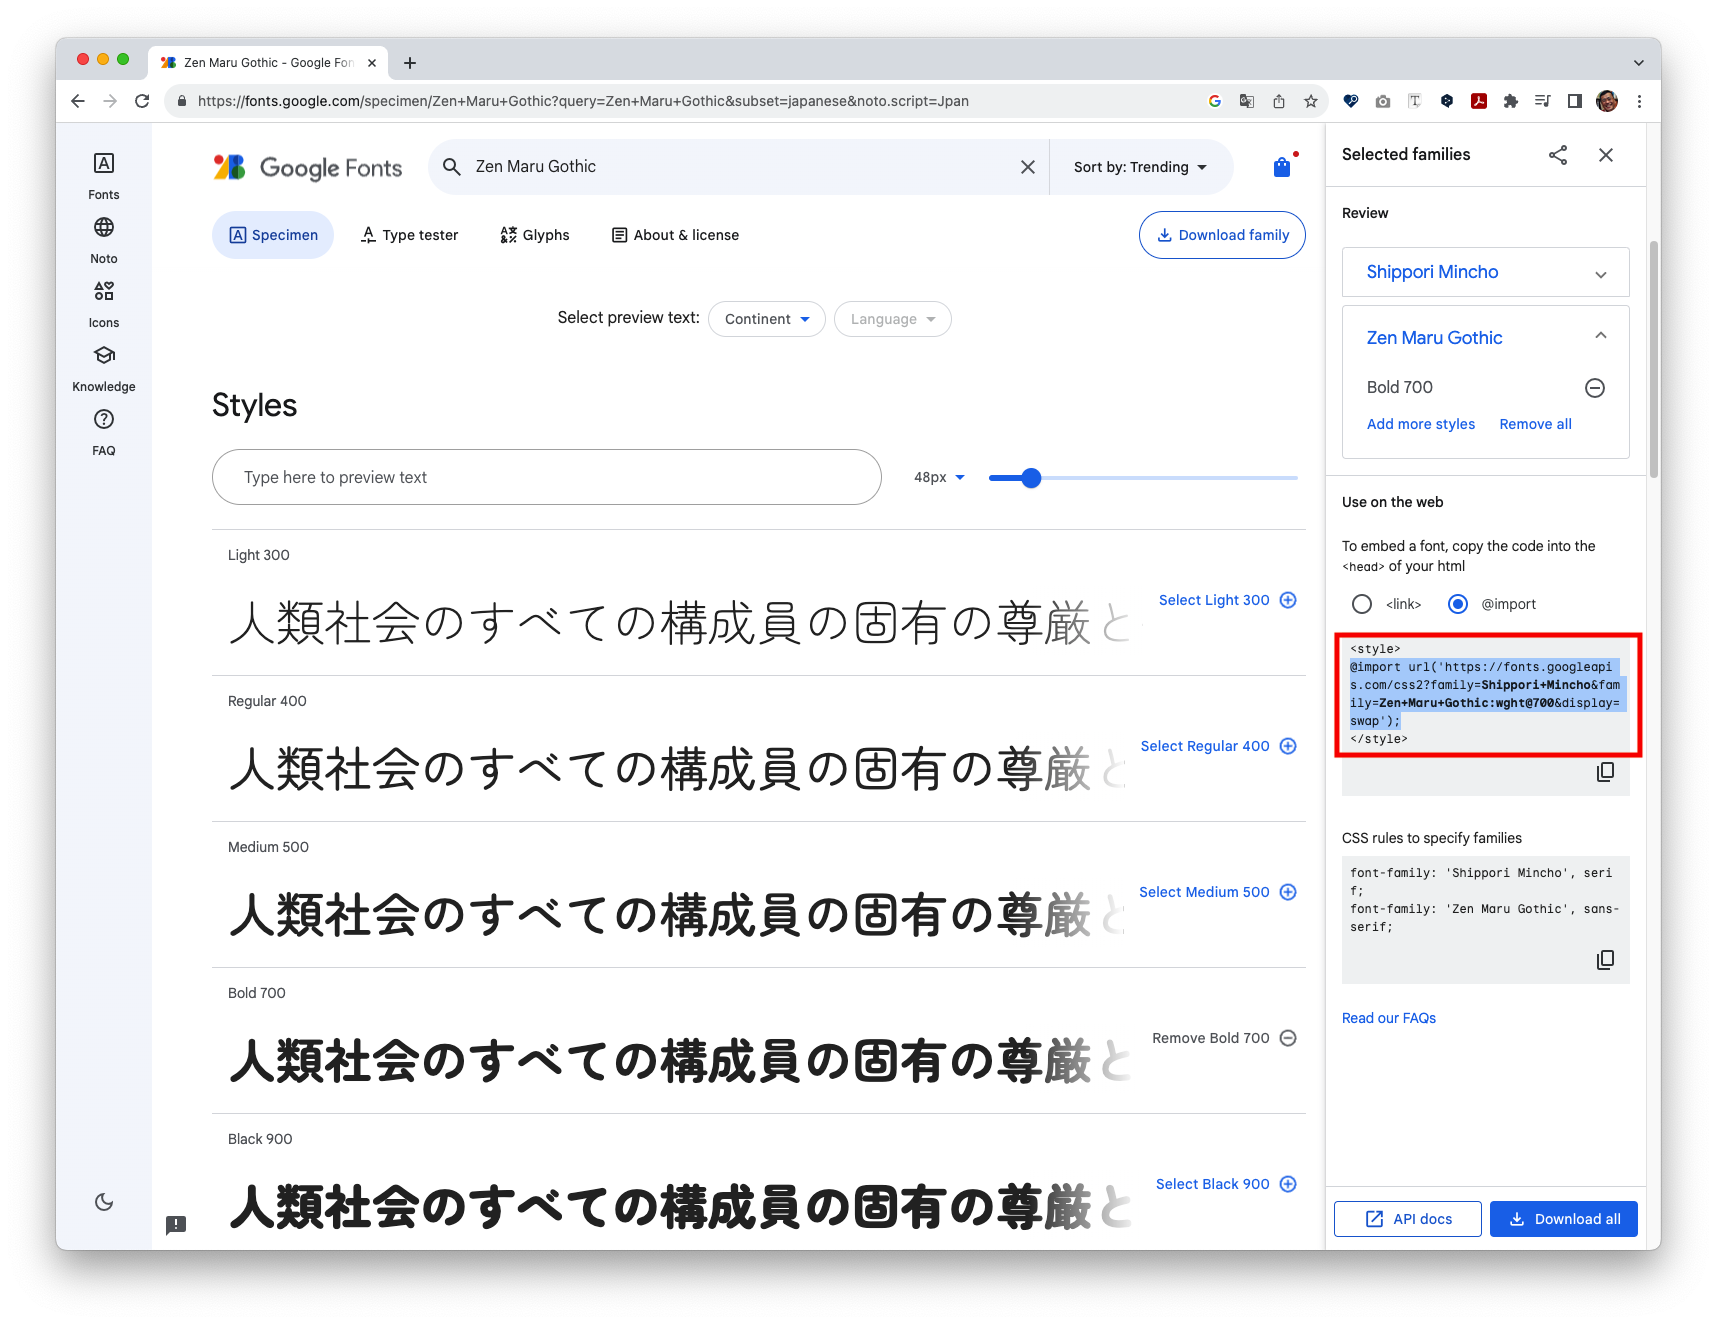 Zen Maru Gothic - Google Fon
https://fonts.google.com/specimen/Zen+Maru+Gothic?query=Zen+Maru+Gothic&subset=japanese&noto.script=Jpan
Fonts
Noto
Icons
Knowledge
FAQ
Google Fonts
Zen Maru Gothic
Sort by: Trending
Specimen
Type tester
Glyphs
About & license
Download family
Select preview text:
Continent
Language
Styles
Type here to preview text
48px
Light 300
人類社会のすべての構成員の固有の尊厳と
Select Light 300
Regular 400
人類社会のすべての構成員の固有の尊厳と
Select Regular 400
Medium 500
人類社会のすべての構成員の固有の尊厳と
Select Medium 500
Bold 700
人類社会のすべての構成員の固有の尊厳と
Remove Bold 700
Black 900
人類社会のすべての構成員の固有の尊厳と
Select Black 900
Selected families
Review
Shippori Mincho
Zen Maru Gothic
Bold 700
Add more styles
Remove all
Use on the web
To embed a font, copy the code into the
<head> of your html
<link>
@import
<style>
@import url('https://fonts.googleapi
s.com/css2?family=Shippori+Mincho&fam
ily=Zen+Maru+Gothic:wght@700&display=
swap');
</style>
CSS rules to specify families
font-family: 'Shippori Mincho', seri
f;
font-family: 'Zen Maru Gothic', sans-
serif;
Read our FAQs
API docs
Download all